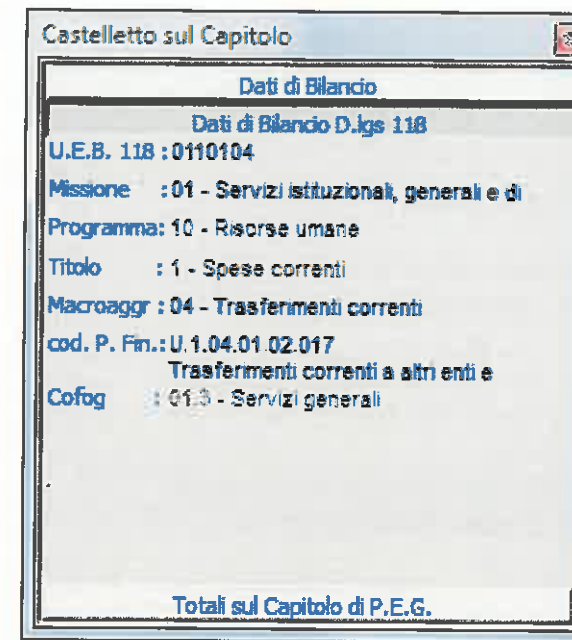 Castelletto sul Capitolo
Dati di Bilancio
Dati di Bilancio D.lgs 118
U.E.B. 118 : 0110104
Missione : 01 - Servizi istituzionali, generali e di
Programma: 10 - Risorse umane
Titolo : 1 - Spese correnti
Macroaggr : 04 - Trasferimenti correnti
cod. P. Fin.: U.1.04.01.02.017
Trasferimenti correnti a altri enti e
Cofog : 01.3 - Servizi generali
Totali sul Capitolo di P.E.G.